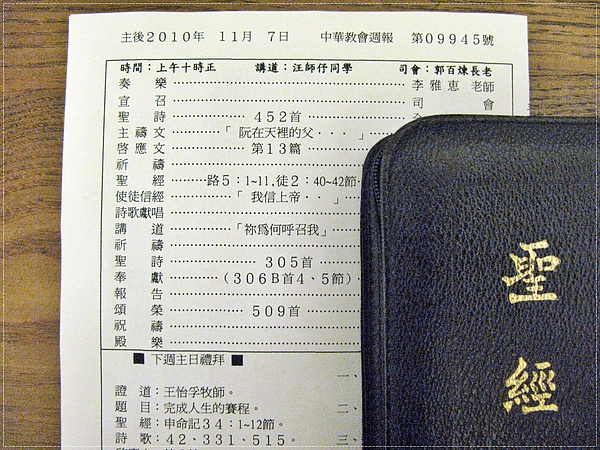 主後2010年 11月 7日 中華教會週報 第09945號
時間：上午十時正 講道：汪師仔同學 司會：郭百煉長老
奏 樂 李雅惠 老師
宣 召 司 會
聖 詩 452首
主禱文 「阮在天裡的父・・・」
啓應文 第13篇
祈 禱
聖 經 路5：1~11,徒2：40~42節
使徒信經 「我信上帝・・」
詩歌獻唱
講 道 「祢爲何呼召我」
祈 禱
聖 詩 305首
奉 獻 （306B首4、5節）
報 告
頌 榮 509首
祝 禱
殿 樂
■ 下週主日禮拜 ■
一、
證 道：王怡孚牧師。
題 目：完成人生的賽程。
二、
聖 經：申命記34：1~12節。
詩 歌：42、331、515。
三、
聖經